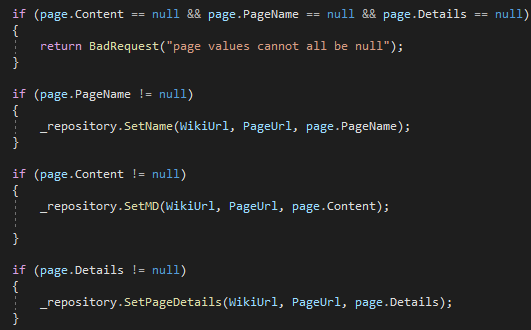 if (page.Content == null && page.PageName == null && page.Details == null)
{
return BadRequest("page values cannot all be null");
}
if (page.PageName != null)
{
_repository.SetName(WikiUrl, PageUrl, page.PageName);
}
if (page.Content != null)
{
_repository.SetMD(WikiUrl, PageUrl, page.Content);
}
if (page.Details != null)
{
_repository.SetPageDetails(WikiUrl, PageUrl, page.Details);
}